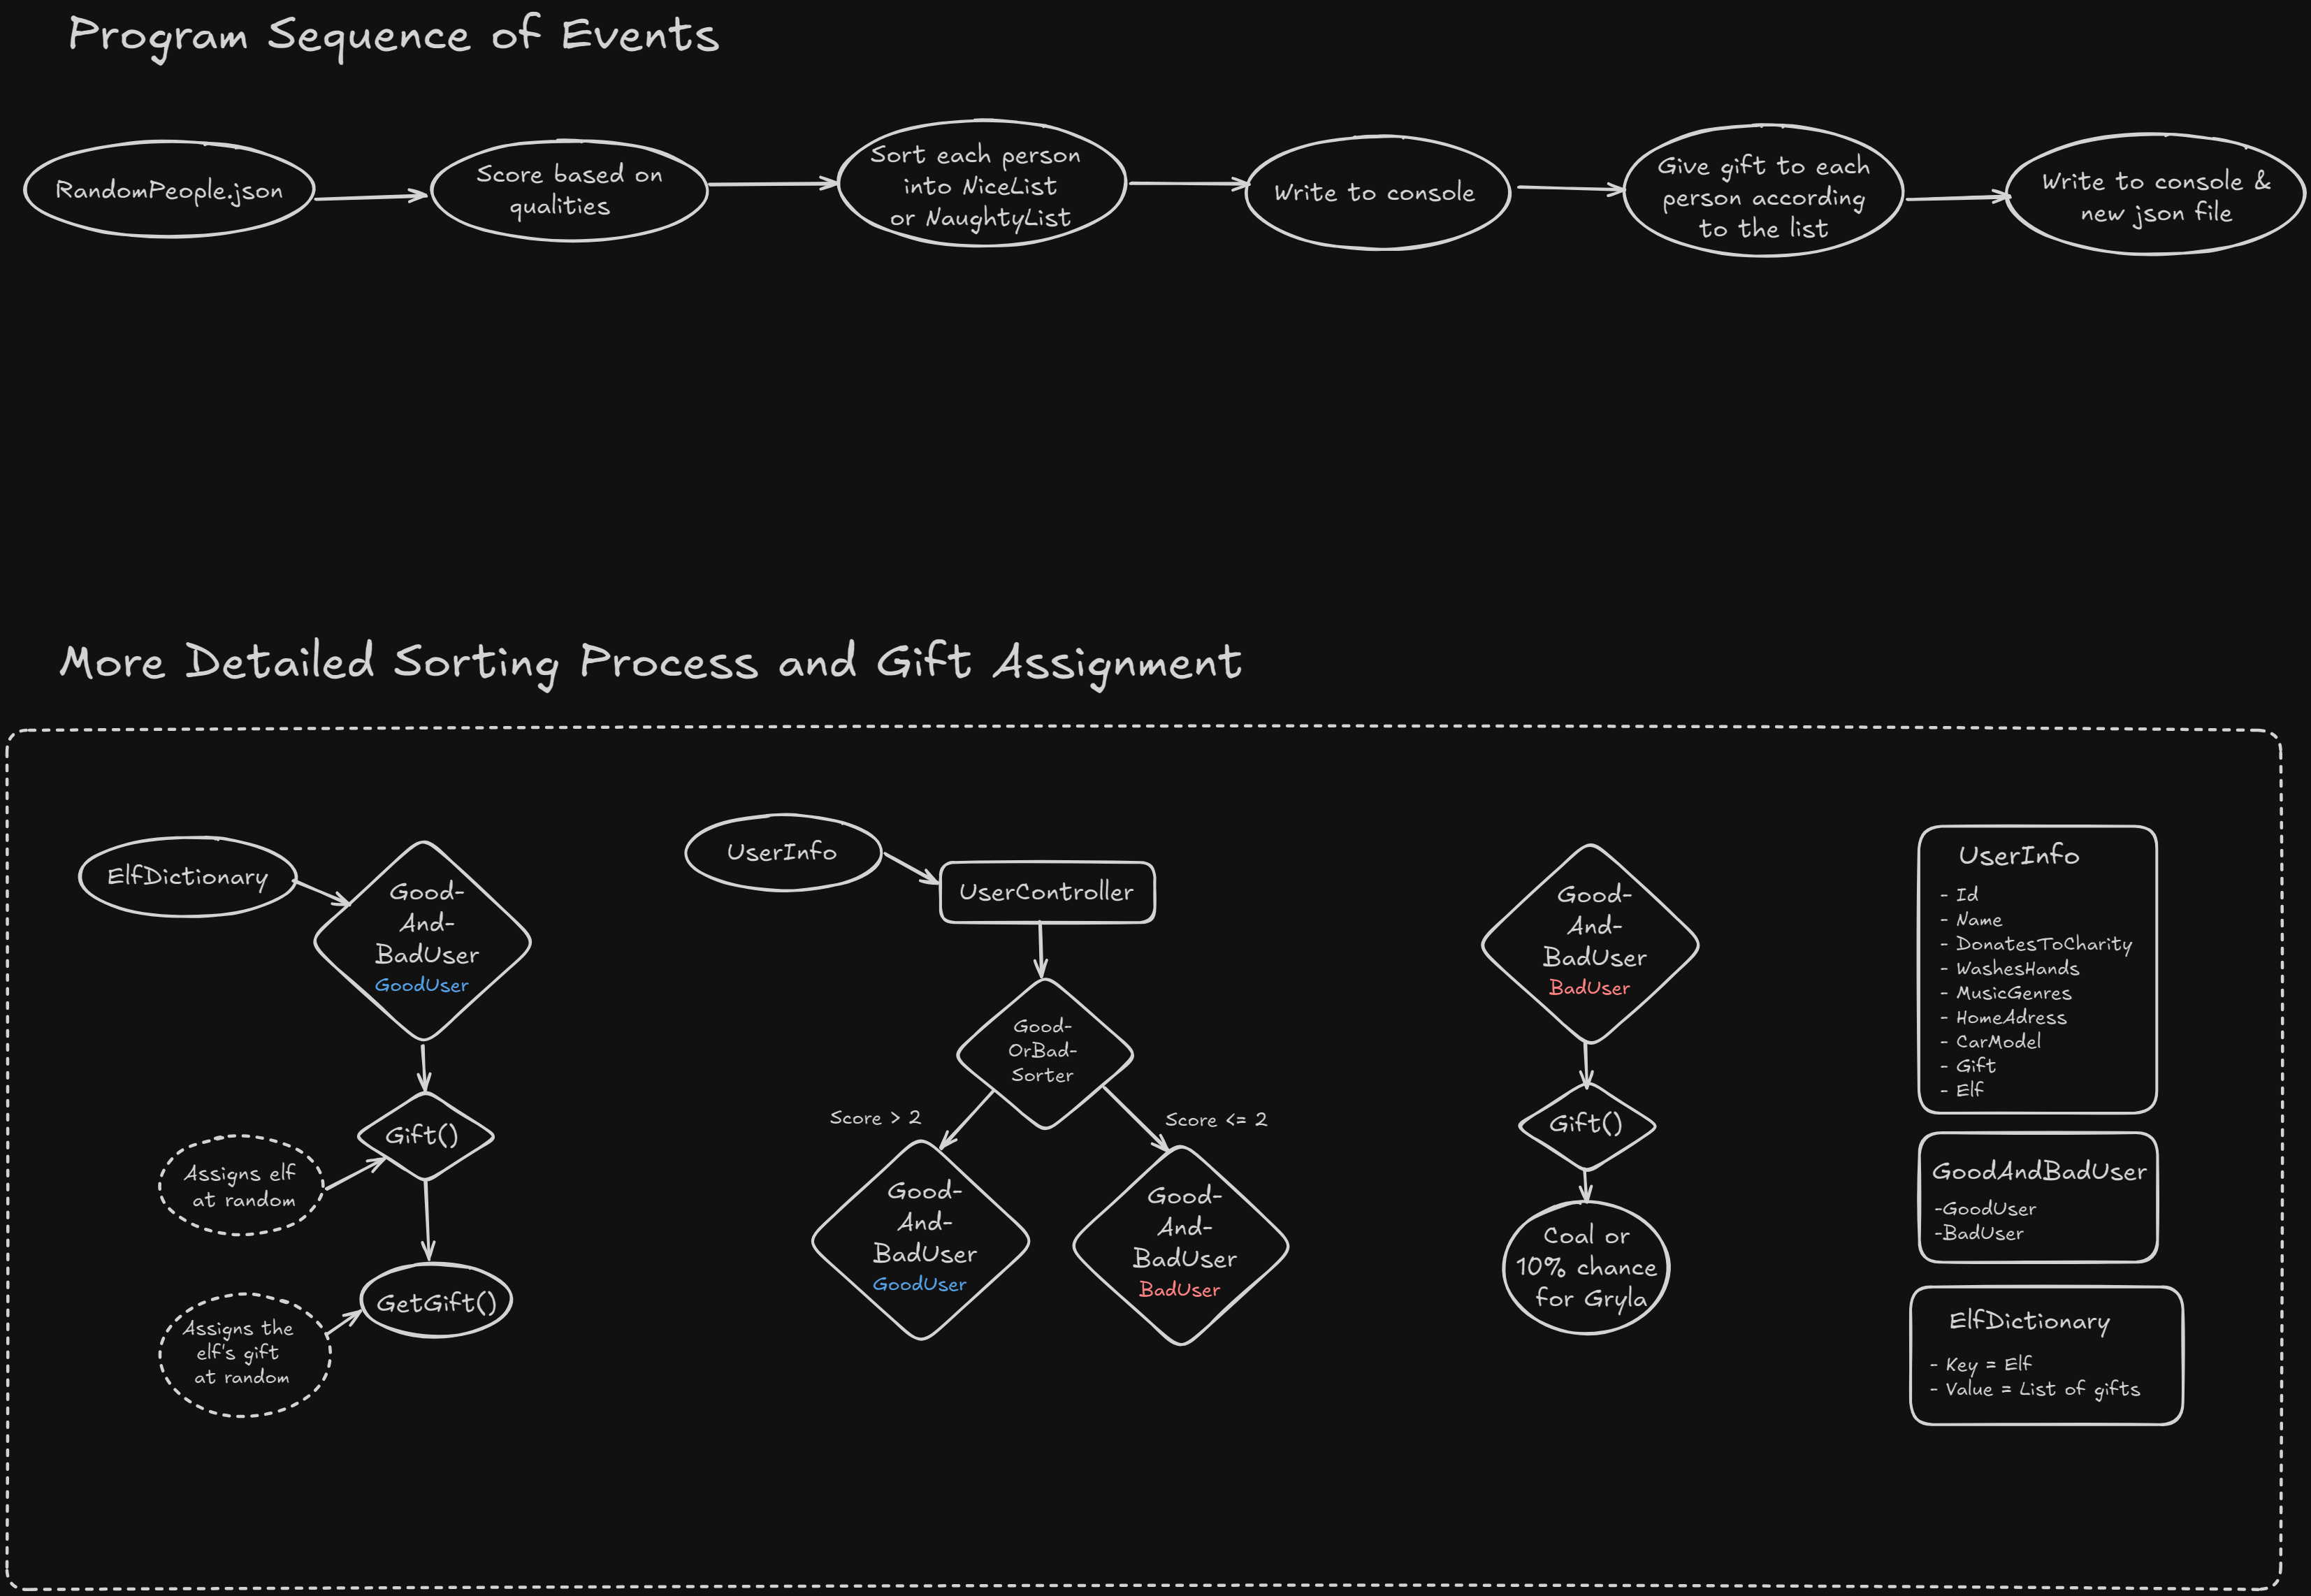 Program Sequence of Events
RandomPeople.json
Score based on
qualities
Sort each person
into NiceList
or NaughtyList
Write to console
Give gift to each
person according
to the list
Write to console &
new json file
More Detailed Sorting Process and Gift Assignment
ElfDictionary
Good-
And-
BadUser
GoodUser
Gift()
Assigns elf
at random
GetGift()
Assigns the
elf's gift
at random
UserInfo
UserController
Good-
OrBad-
Sorter
Score > 2
Score <= 2
Good-
And-
BadUser
GoodUser
Good-
And-
BadUser
BadUser
Good-
And-
BadUser
BadUser
Gift()
Coal or
10% chance
for Gryla
UserInfo
- Id
- Name
- DonatesToCharity
- WashesHands
- MusicGenres
- HomeAdress
- CarModel
- Gift
- Elf
GoodAndBadUser
-GoodUser
-BadUser
ElfDictionary
- Key = Elf
- Value = List of gifts